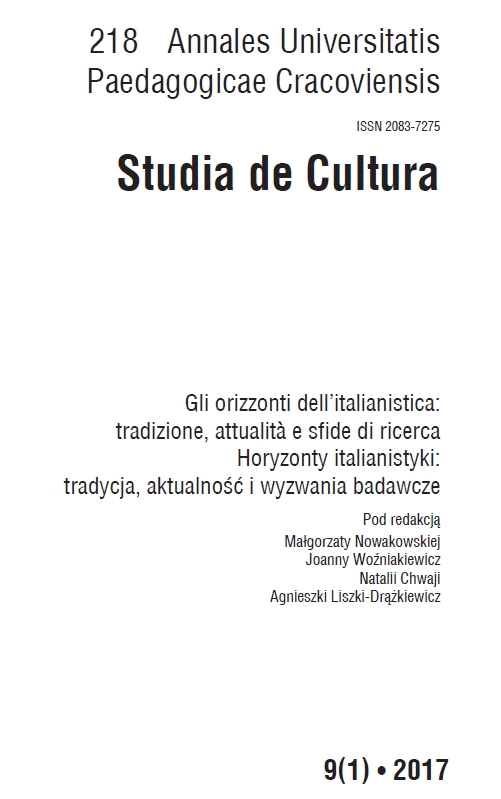 218 Annales Universitatis
Paedagogicae Cracoviensis
ISSN 2083-7275
Studia de Cultura
Gli orizzonti dell’italianistica:
tradizione, attualità e sfide di ricerca
Horyzonty italianistyki:
tradycja, aktualność i wyzwania badawcze
Pod redakcją
Małgorzaty Nowakowskiej
Joanny Woźniakiewicz
Natalii Chwaji
Agnieszki Liszki-Drążkiewicz
9(1) • 2017